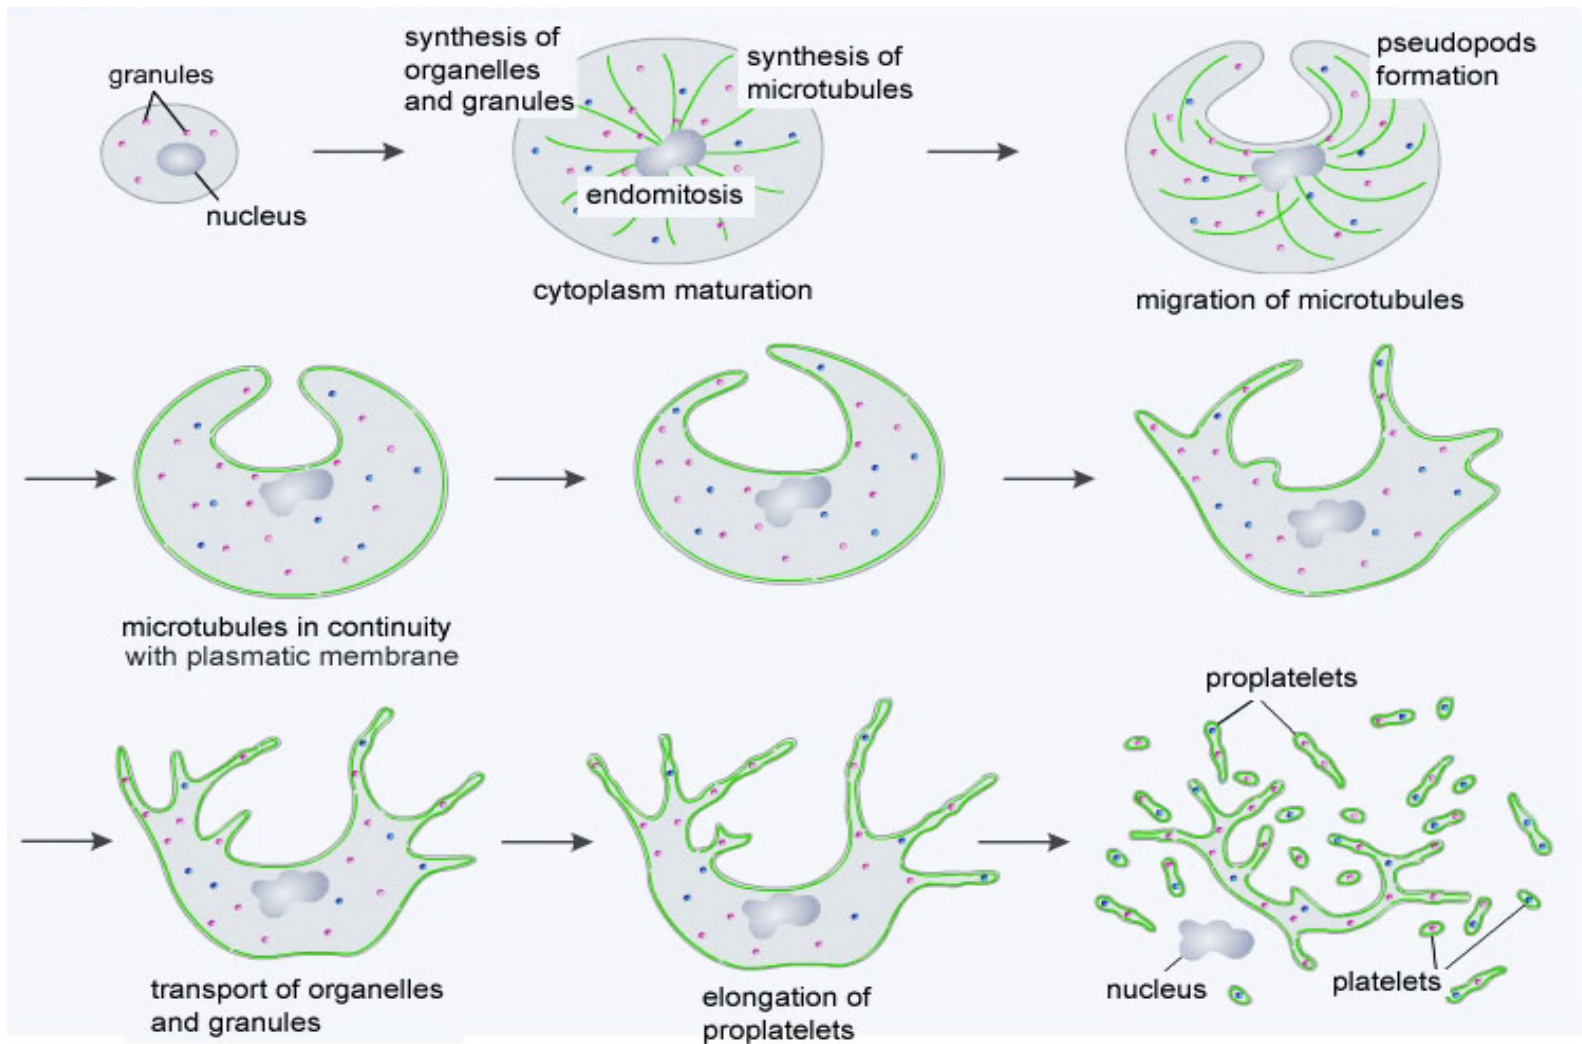 granules
nucleus
synthesis of
organelles
and granules
synthesis of
microtubules
endomitosis
cytoplasm maturation
pseudopods
formation
migration of microtubules
microtubules in continuity
with plasmatic membrane
transport of organelles
and granules
elongation of
proplatelets
proplatelets
nucleus
platelets